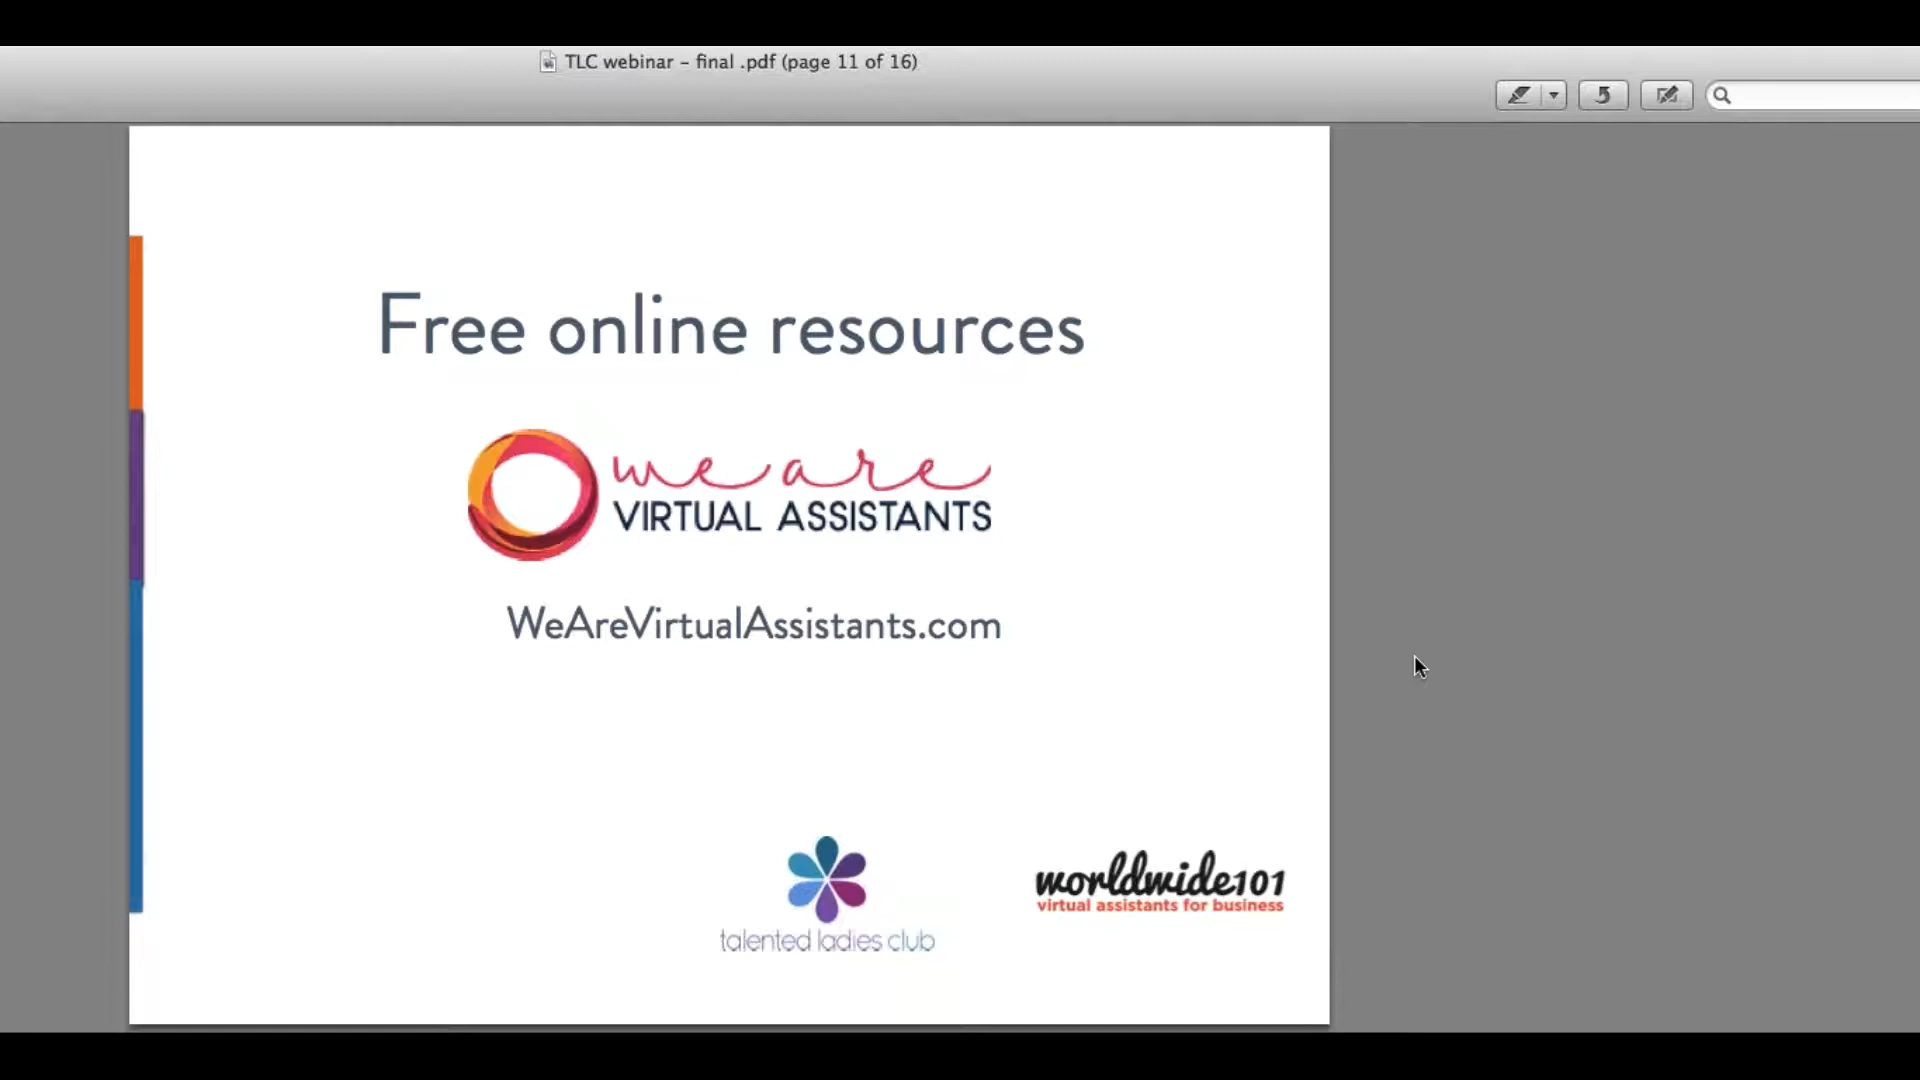 TLC webinar – final .pdf (page 11 of 16)
Free online resources
we are
VIRTUAL ASSISTANTS
WeAreVirtualAssistants.com
talented ladies club
worldwide101
virtual assistants for business